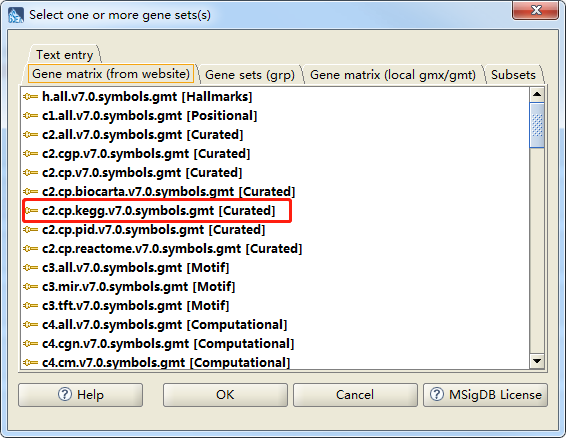 Select one or more gene sets(s)
Text entry
Gene matrix (from website) Gene sets (grp) Gene matrix (local gmx/gmt) Subsets
h.all.v7.0.symbols.gmt [Hallmarks]
c1.all.v7.0.symbols.gmt [Positional]
c2.all.v7.0.symbols.gmt [Curated]
c2.cgp.v7.0.symbols.gmt [Curated]
c2.cp.v7.0.symbols.gmt [Curated]
c2.cp.biocarta.v7.0.symbols.gmt [Curated]
c2.cp.kegg.v7.0.symbols.gmt [Curated]
c2.cp.pid.v7.0.symbols.gmt [Curated]
c2.cp.reactome.v7.0.symbols.gmt [Curated]
c3.all.v7.0.symbols.gmt [Motif]
c3.mir.v7.0.symbols.gmt [Motif]
c3.tft.v7.0.symbols.gmt [Motif]
c4.all.v7.0.symbols.gmt [Computational]
c4.cgn.v7.0.symbols.gmt [Computational]
c4.cm.v7.0.symbols.gmt [Computational]
? Help OK Cancel ? MSigDB License